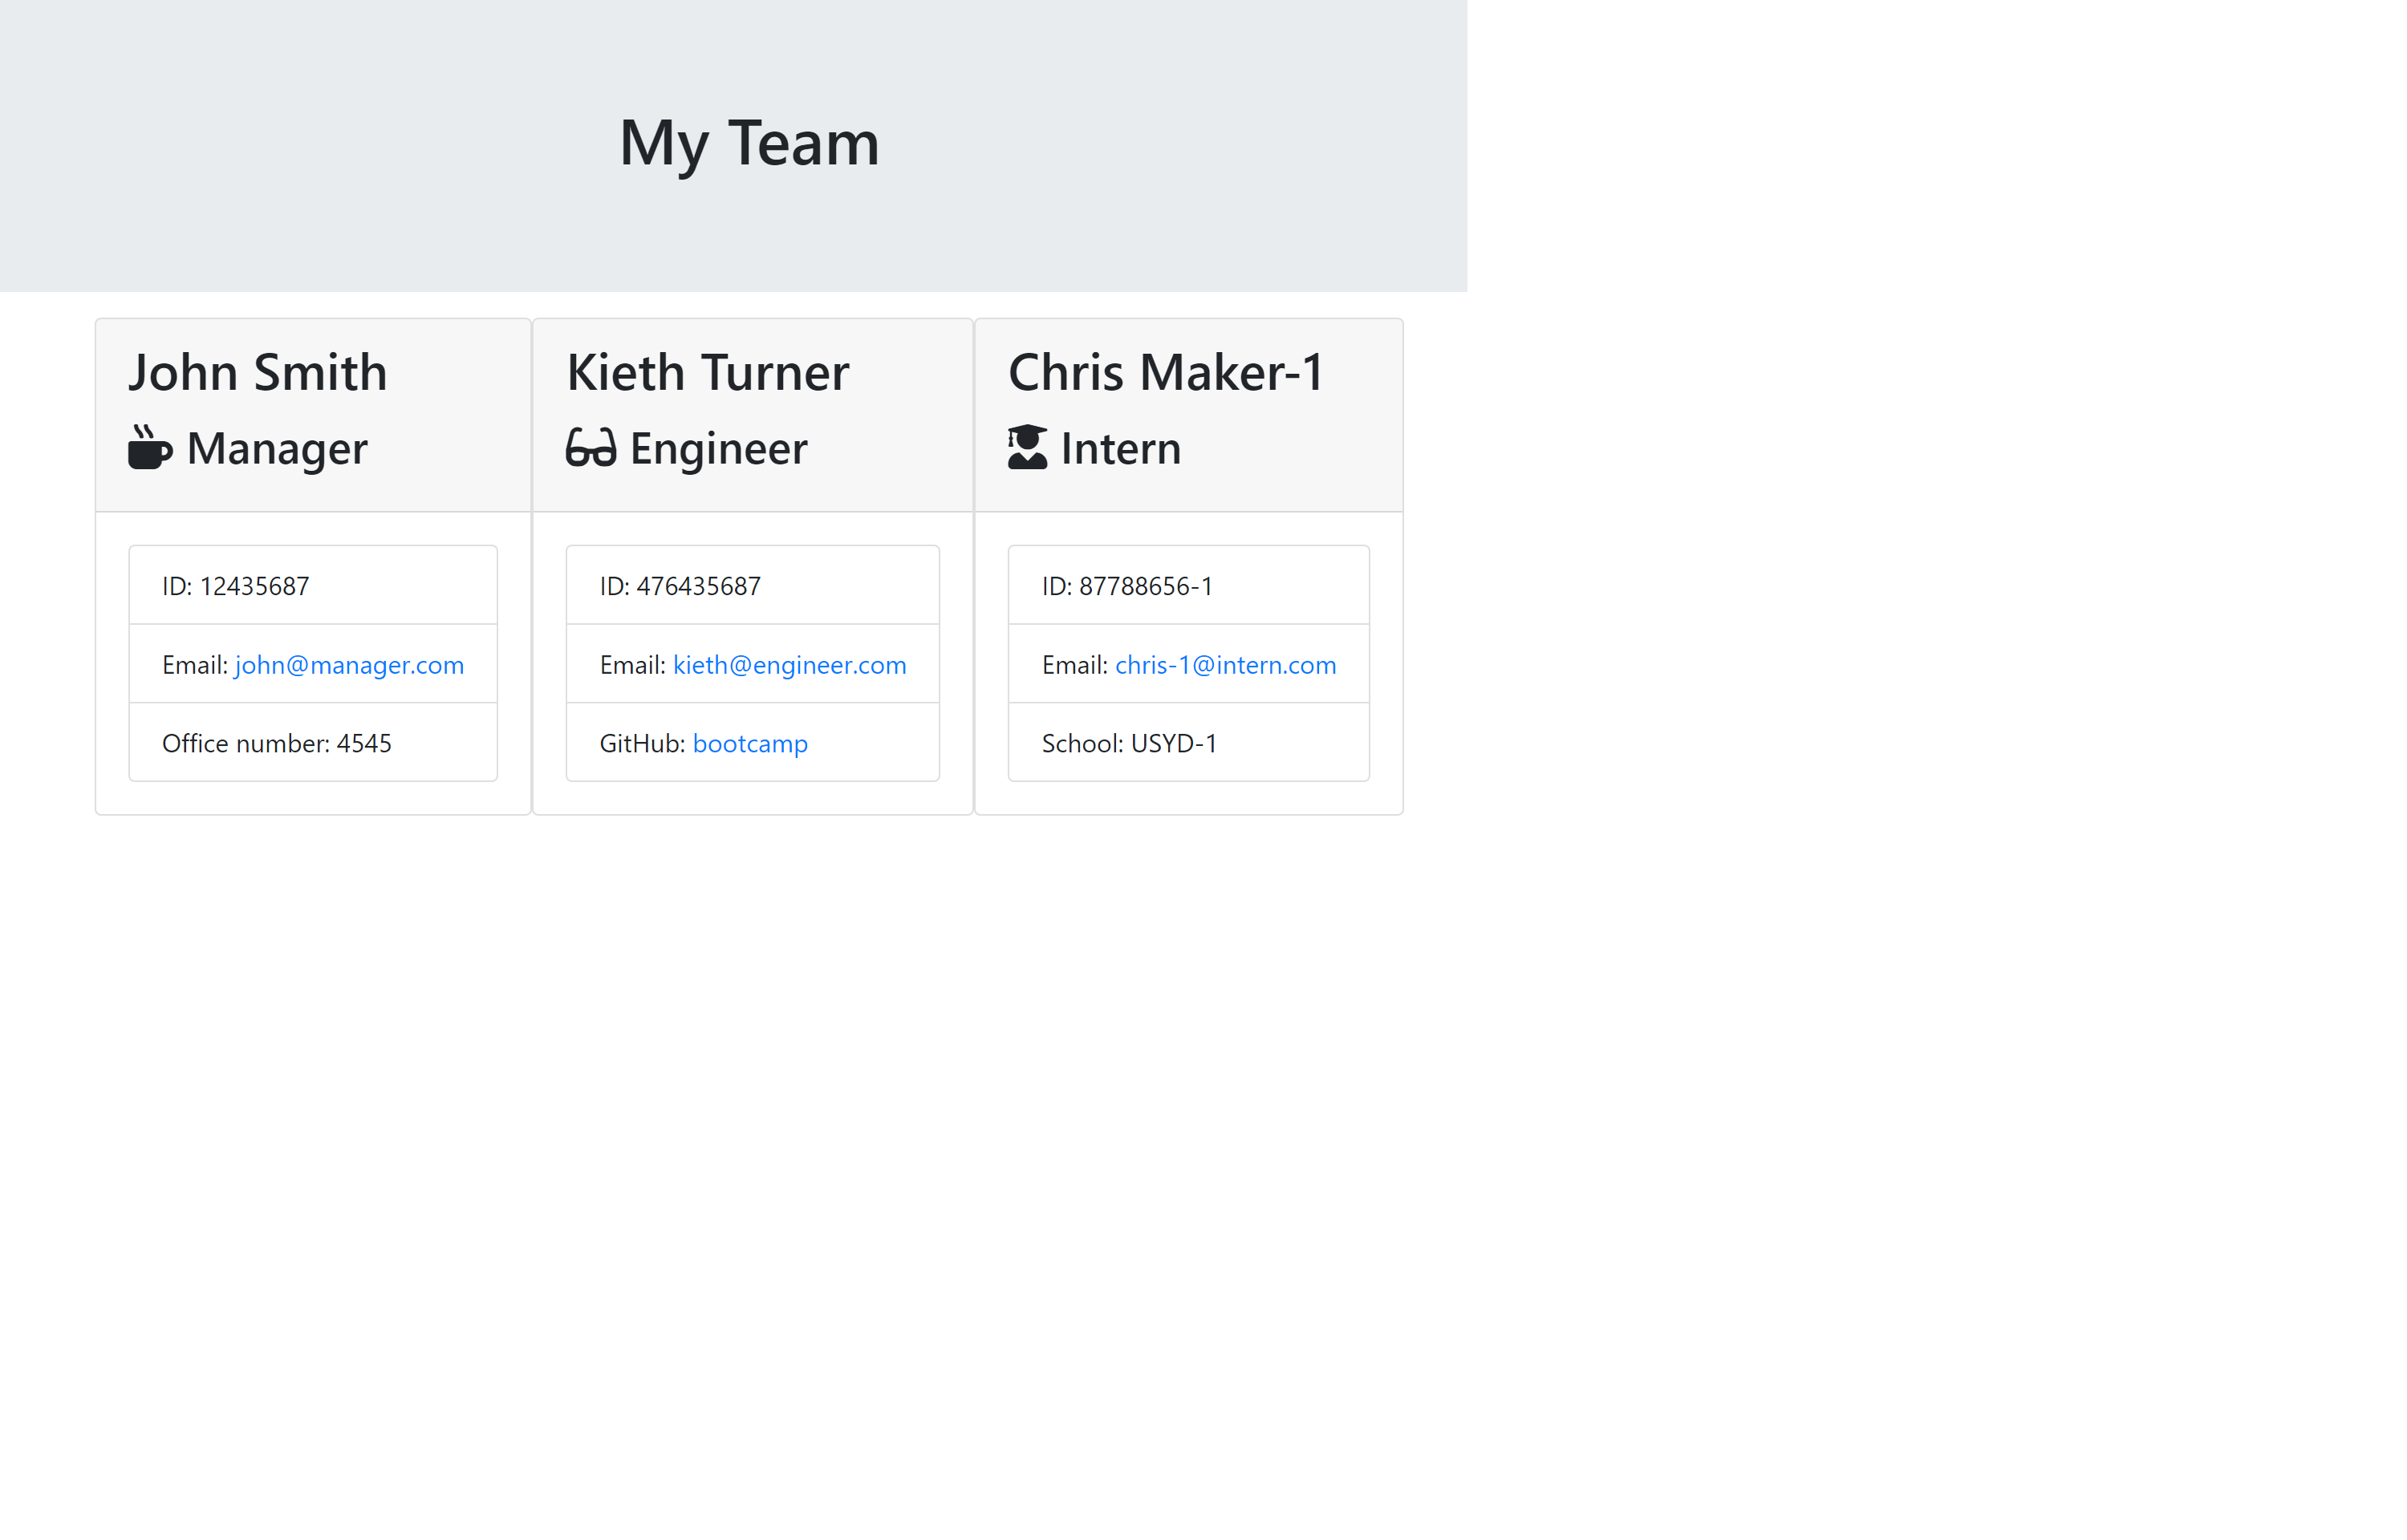 My Team
John Smith
Manager
ID: 12435687
Email: john@manager.com
Office number: 4545
Kieth Turner
Engineer
ID: 476435687
Email: kieth@engineer.com
GitHub: bootcamp
Chris Maker-1
Intern
ID: 87788656-1
Email: chris-1@intern.com
School: USYD-1